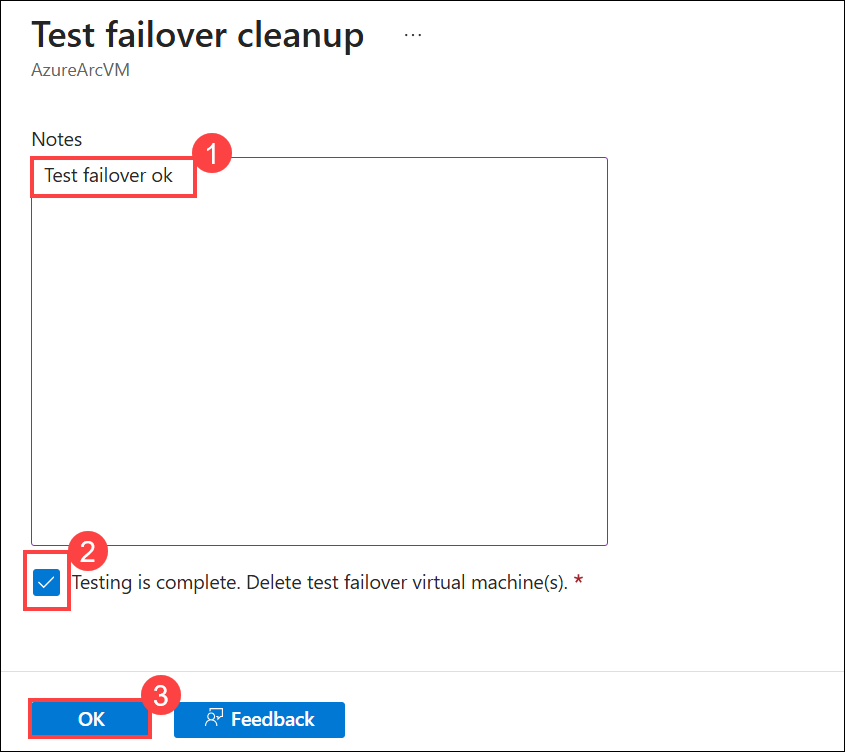 Test failover cleanup ...
AzureArcVM
Notes
1
Test failover ok
2
Testing is complete. Delete test failover virtual machine(s). *
3
OK
Feedback